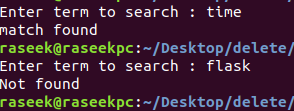 Enter term to search : time
match found
raseek@raseekpc:~/Desktop/delete/
Enter term to search : flask
Not found
raseek@raseekpc:~/Desktop/delete/